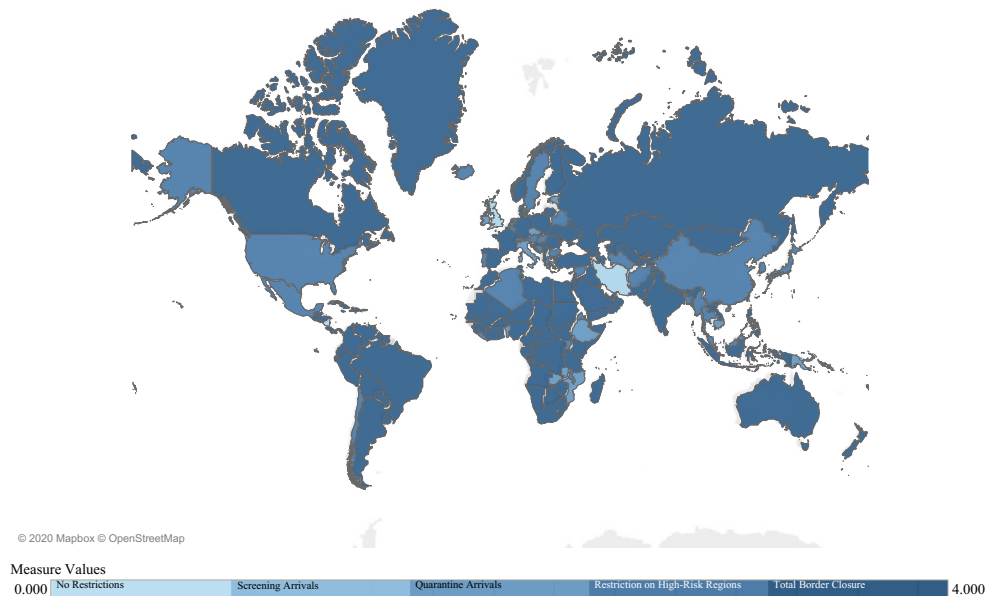 © 2020 Mapbox © OpenStreetMap
Measure Values
0.000 No Restrictions Screening Arrivals Quarantine Arrivals Restriction on High-Risk Regions Total Border Closure 4.000